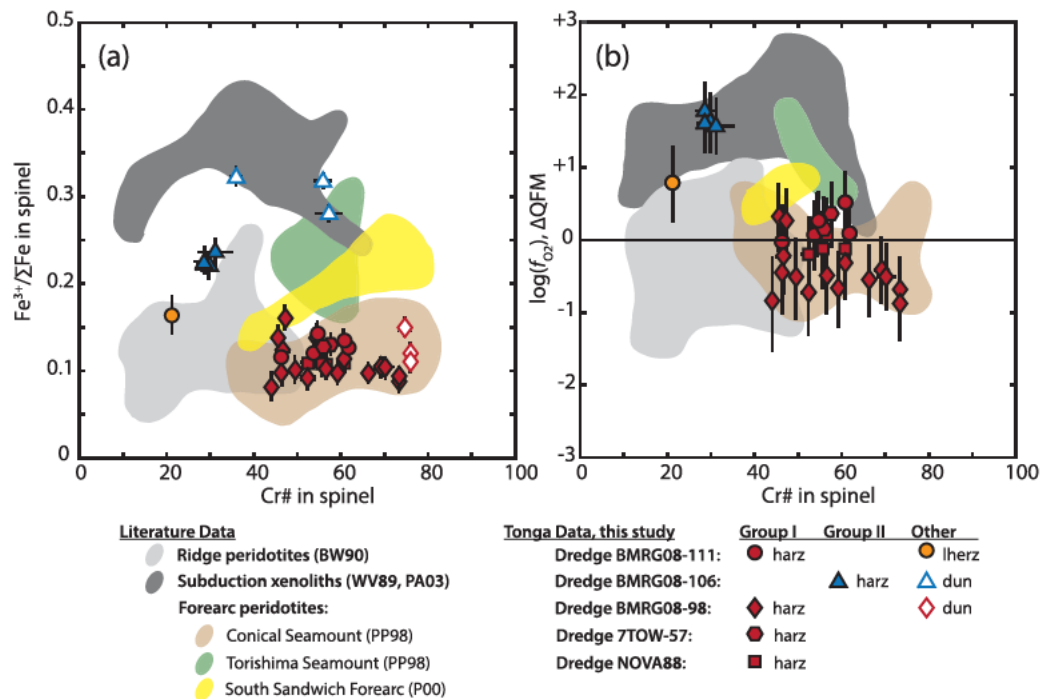 (a)
0.5
0.4
0.3
0.2
0.1
0
Fe³⁺/ΣFe in spinel
0 20 40 60 80 100
Cr# in spinel
(b)
+3
+2
+1
0
-1
-2
-3
log(fO2), ΔQFM
0 20 40 60 80 100
Cr# in spinel
Literature Data
Ridge peridotites (BW90)
Subduction xenoliths (WV89, PA03)
Forearc peridotites:
Conical Seamount (PP98)
Torishima Seamount (PP98)
South Sandwich Forearc (P00)
Tonga Data, this study Group I Group II Other
Dredge BMRG08-111: harz lherz
Dredge BMRG08-106: harz dun
Dredge BMRG08-98: harz dun
Dredge 7TOW-57: harz
Dredge NOVA88: harz